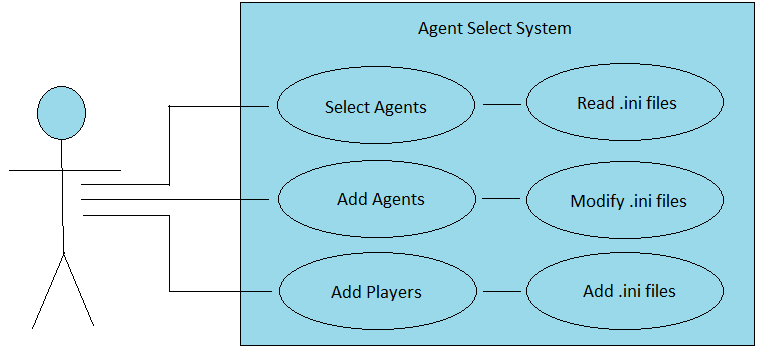 Agent Select System
Select Agents
Read .ini files
Add Agents
Modify .ini files
Add Players
Add .ini files